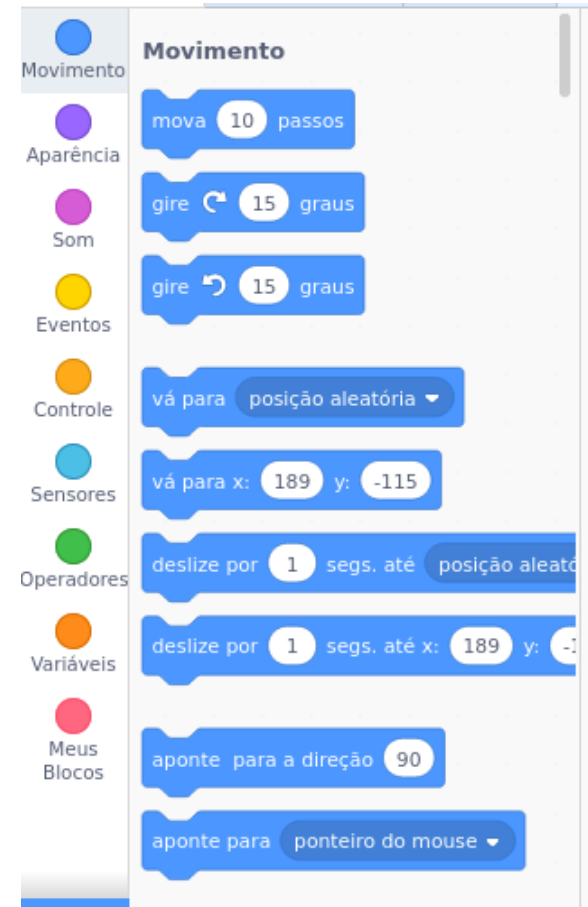 Movimento
Aparência
Som
Eventos
Controle
Sensores
Operadores
Variáveis
Meus
Blocos
Movimento
mova 10 passos
gire 15 graus
gire 15 graus
vá para posição aleatória
vá para x: 189 y: -115
deslize por 1 segs. até posição
deslize por 1 segs. até x: 189 y:
aponte para a direção 90
aponte para ponteiro do mouse